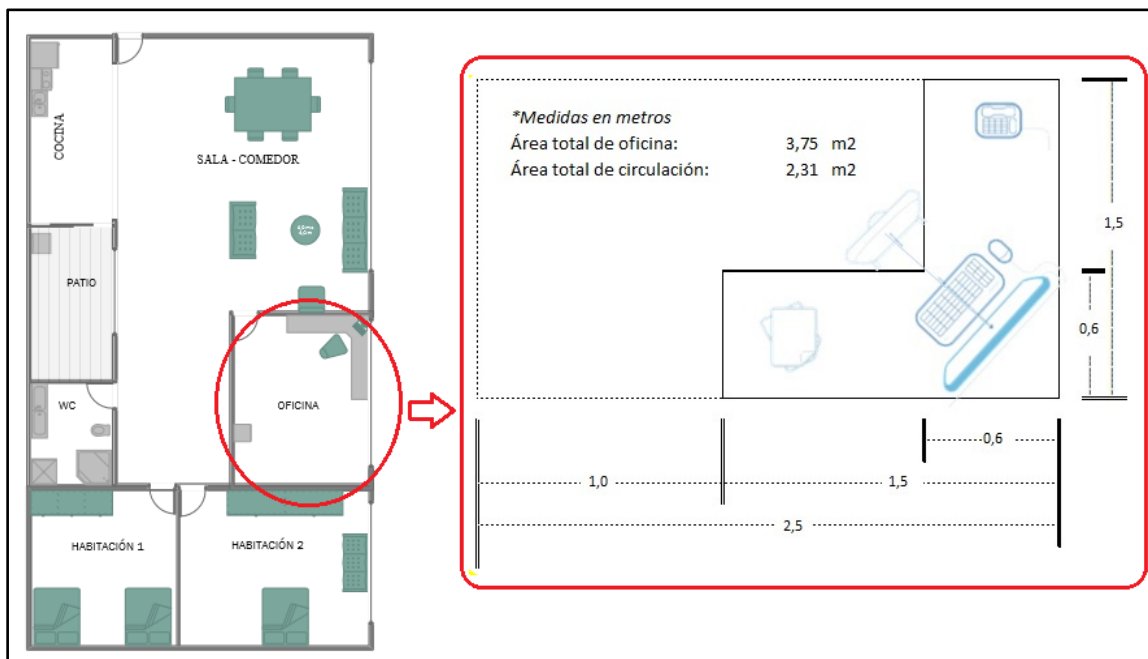 COCINA
SALA - COMEDOR
PATIO
WC
OFICINA
HABITACIÓN 1
HABITACIÓN 2
*Medidas en metros
Área total de oficina: 3,75 m2
Área total de circulación: 2,31 m2
1,5
0,6
0,6
1,0
1,5
2,5